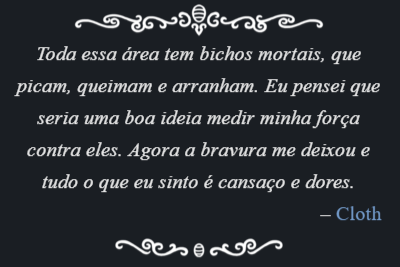 Toda essa área tem bichos mortais, que
picam, queimam e arranham. Eu pensei que
seria uma boa ideia medir minha força
contra eles. Agora a bravura me deixou e
tudo o que eu sinto é cansaço e dores.
– Cloth